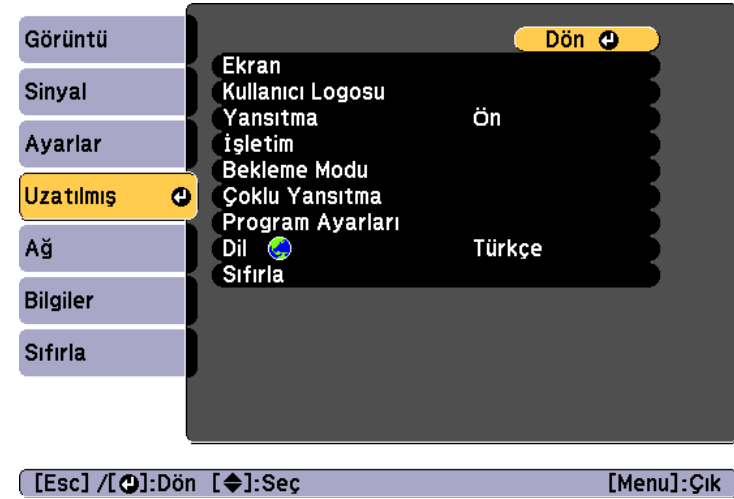 Görüntü
Sinyal
Ayarlar
Uzatılmış
Ağ
Bilgiler
Sıfırla
Dön
Ekran
Kullanıcı Logosu
Yansıtma Ön
İşletim
Bekleme Modu
Çoklu Yansıtma
Program Ayarları
Dil Türkçe
Sıfırla
[Esc] /[ ]:Dön [ ]:Seç [Menu]:Çık